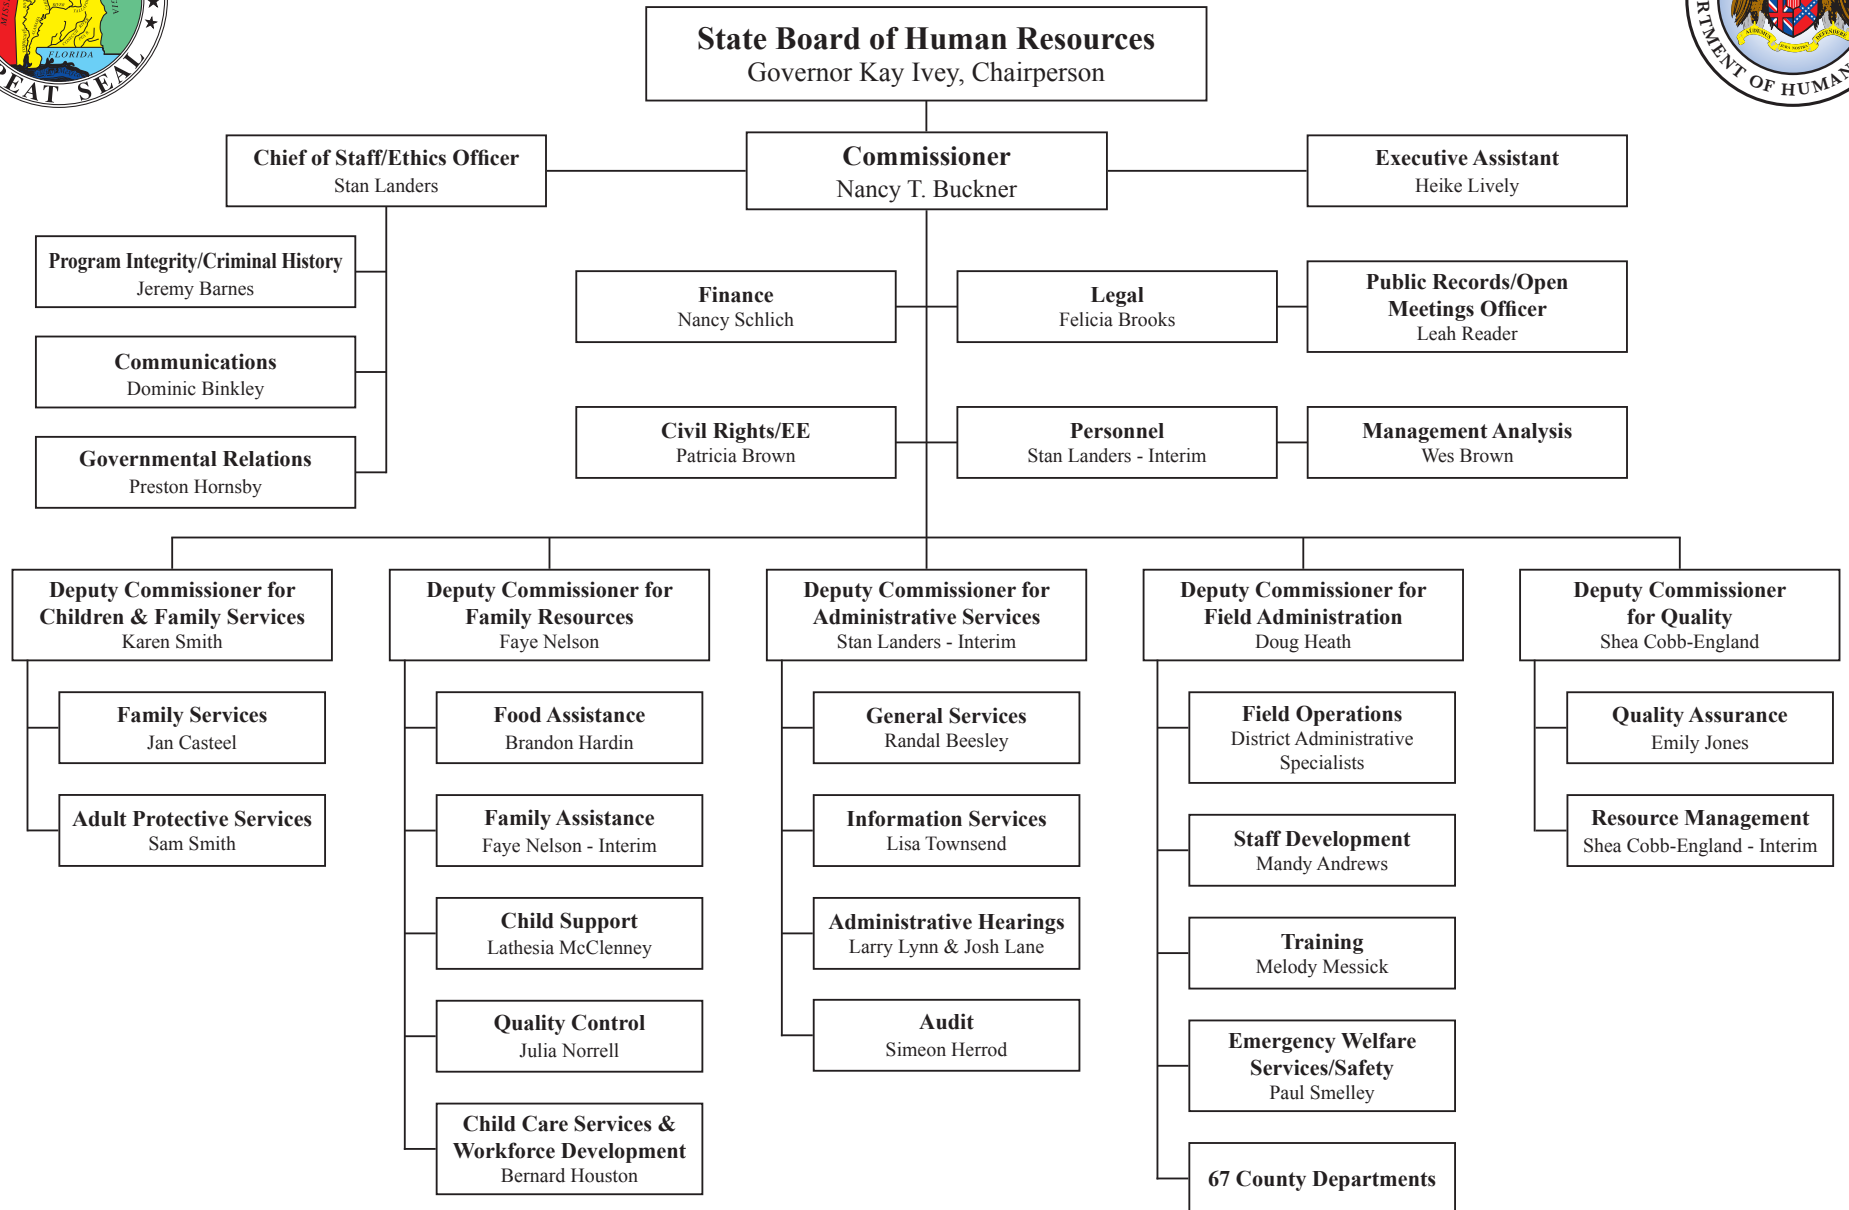 MISS
GIA
FLORIDA
EAT SEAL
State Board of Human Resources
Governor Kay Ivey, Chairperson
AUDEMUS JURA NOSTRA DEFENDERE
RTMENT OF HUMAN
Chief of Staff/Ethics Officer
Stan Landers
Commissioner
Nancy T. Buckner
Executive Assistant
Heike Lively
Program Integrity/Criminal History
Jeremy Barnes
Communications
Dominic Binkley
Governmental Relations
Preston Hornsby
Finance
Nancy Schlich
Legal
Felicia Brooks
Public Records/Open
Meetings Officer
Leah Reader
Civil Rights/EE
Patricia Brown
Personnel
Stan Landers - Interim
Management Analysis
Wes Brown
Deputy Commissioner for
Children & Family Services
Karen Smith
Family Services
Jan Casteel
Adult Protective Services
Sam Smith
Deputy Commissioner for
Family Resources
Faye Nelson
Food Assistance
Brandon Hardin
Family Assistance
Faye Nelson - Interim
Child Support
Lathesia McClenney
Quality Control
Julia Norrell
Child Care Services &
Workforce Development
Bernard Houston
Deputy Commissioner for
Administrative Services
Stan Landers - Interim
General Services
Randal Beesley
Information Services
Lisa Townsend
Administrative Hearings
Larry Lynn & Josh Lane
Audit
Simeon Herrod
Deputy Commissioner for
Field Administration
Doug Heath
Field Operations
District Administrative
Specialists
Staff Development
Mandy Andrews
Training
Melody Messick
Emergency Welfare
Services/Safety
Paul Smelley
67 County Departments
Deputy Commissioner
for Quality
Shea Cobb-England
Quality Assurance
Emily Jones
Resource Management
Shea Cobb-England - Interim